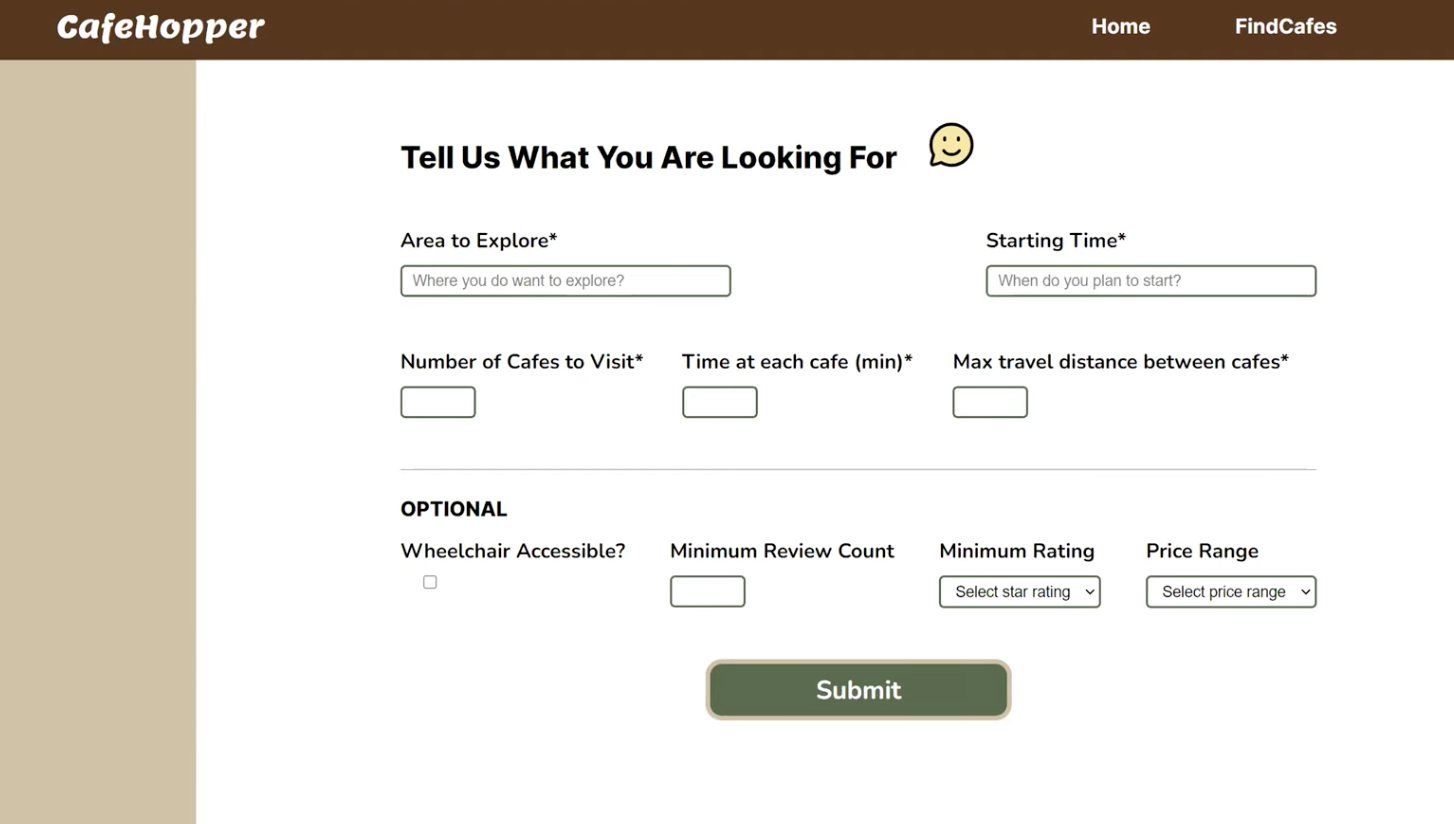 CafeHopper
Home
FindCafes
Tell Us What You Are Looking For
Area to Explore*
Starting Time*
Where you do want to explore?
When do you plan to start?
Number of Cafes to Visit*
Time at each cafe (min)*
Max travel distance between cafes*
OPTIONAL
Wheelchair Accessible?
Minimum Review Count
Minimum Rating
Price Range
Select star rating
Select price range
Submit